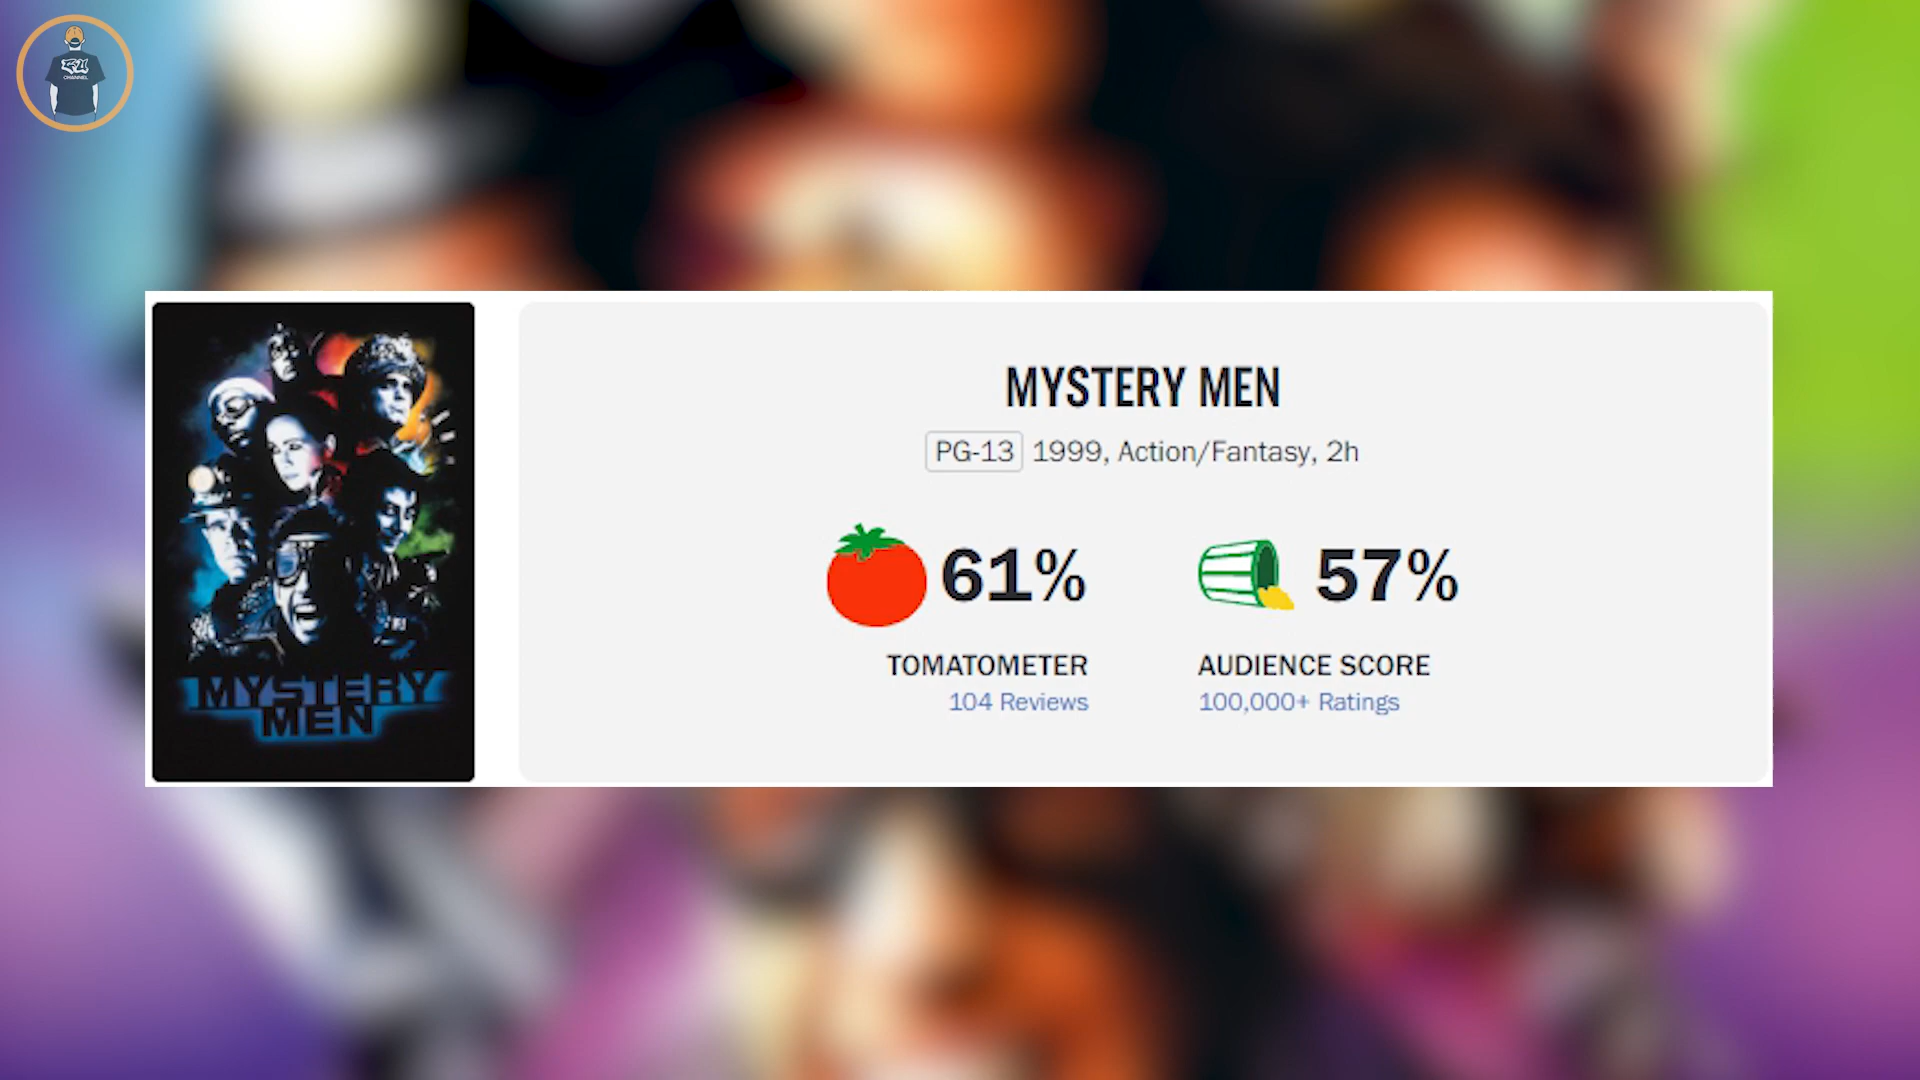 CHANNEL
MYSTERY
MEN
MYSTERY MEN
PG-13 1999, Action/Fantasy, 2h
61% 57%
TOMATOMETER AUDIENCE SCORE
104 Reviews 100,000+ Ratings